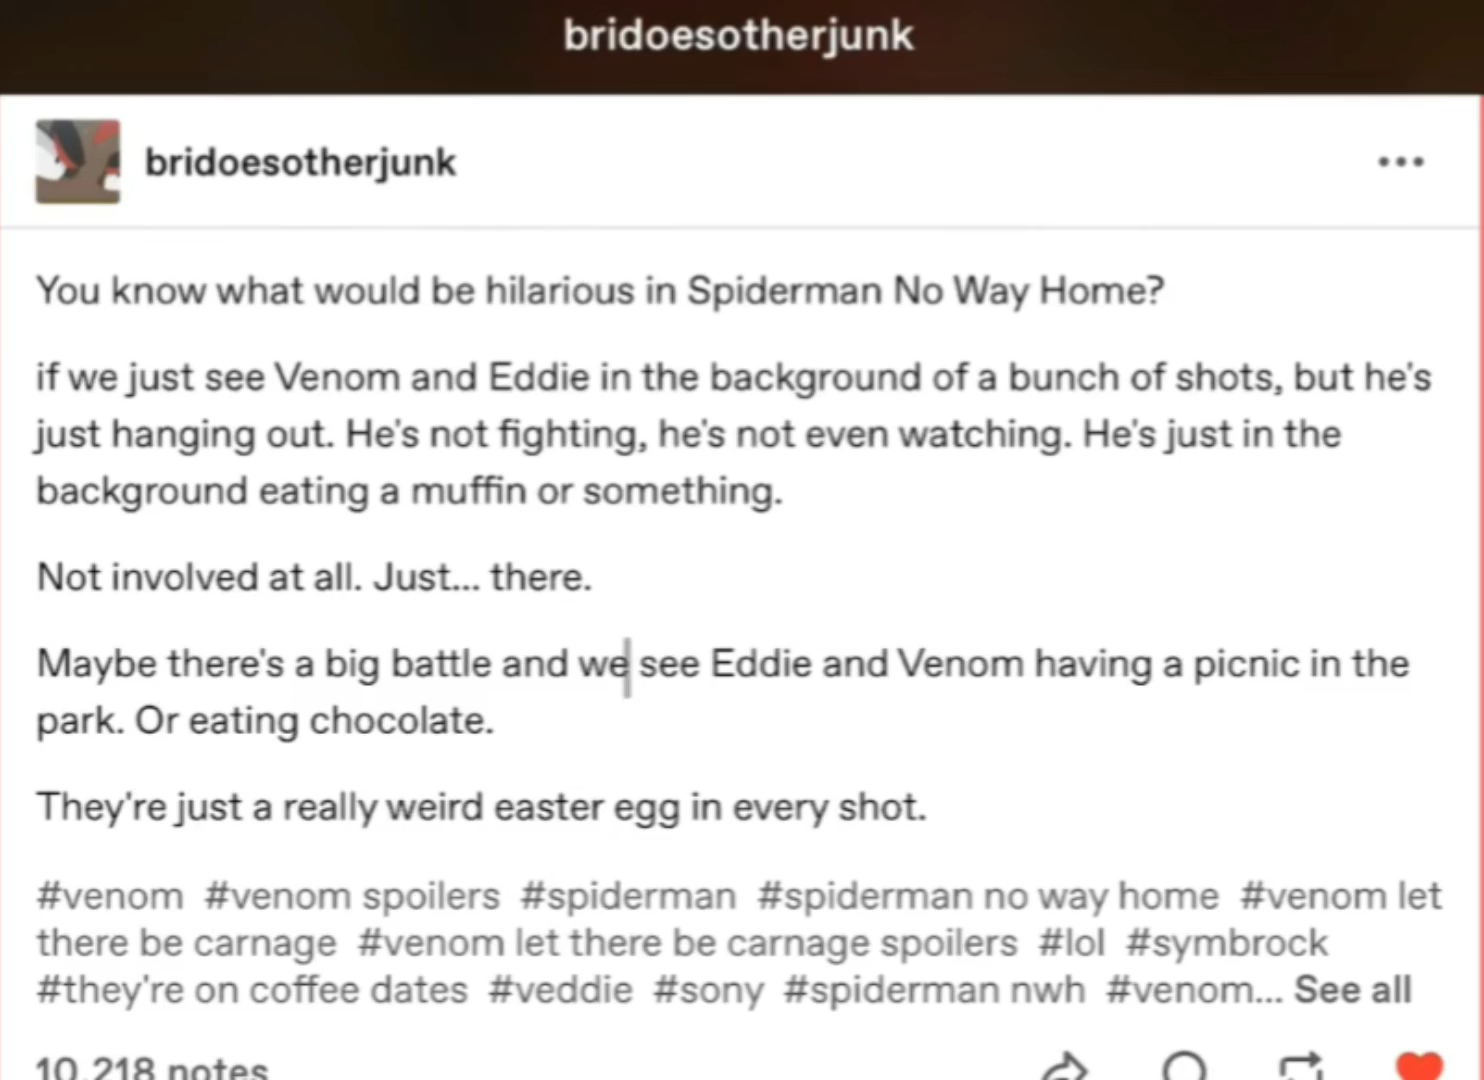 bridoesotherjunk
bridoesotherjunk
You know what would be hilarious in Spiderman No Way Home?
if we just see Venom and Eddie in the background of a bunch of shots, but he's
just hanging out. He's not fighting, he's not even watching. He's just in the
background eating a muffin or something.
Not involved at all. Just... there.
Maybe there's a big battle and we see Eddie and Venom having a picnic in the
park. Or eating chocolate.
They're just a really weird easter egg in every shot.
#venom #venom spoilers #spiderman #spiderman no way home #venom let
there be carnage #venom let there be carnage spoilers #lol #symbrock
#they're on coffee dates #veddie #sony #spiderman nwh #venom... See all
10,218 notes